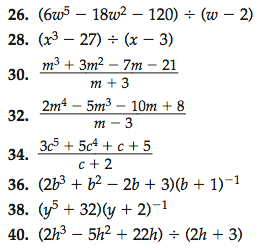 26. (6w⁵ − 18w² − 120) ÷ (w − 2)
28. (x³ − 27) ÷ (x − 3)
30. (m³ + 3m² − 7m − 21)/(m + 3)
32. (2m⁴ − 5m³ − 10m + 8)/(m − 3)
34. (3c⁵ + 5c⁴ + c + 5)/(c + 2)
36. (2b³ + b² − 2b + 3)(b + 1)⁻¹
38. (y⁵ + 32)(y + 2)⁻¹
40. (2h³ − 5h² + 22h) ÷ (2h + 3)